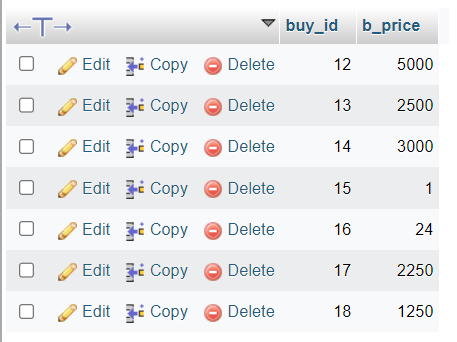 buy_id b_price
Edit Copy Delete 12 5000
Edit Copy Delete 13 2500
Edit Copy Delete 14 3000
Edit Copy Delete 15 1
Edit Copy Delete 16 24
Edit Copy Delete 17 2250
Edit Copy Delete 18 1250